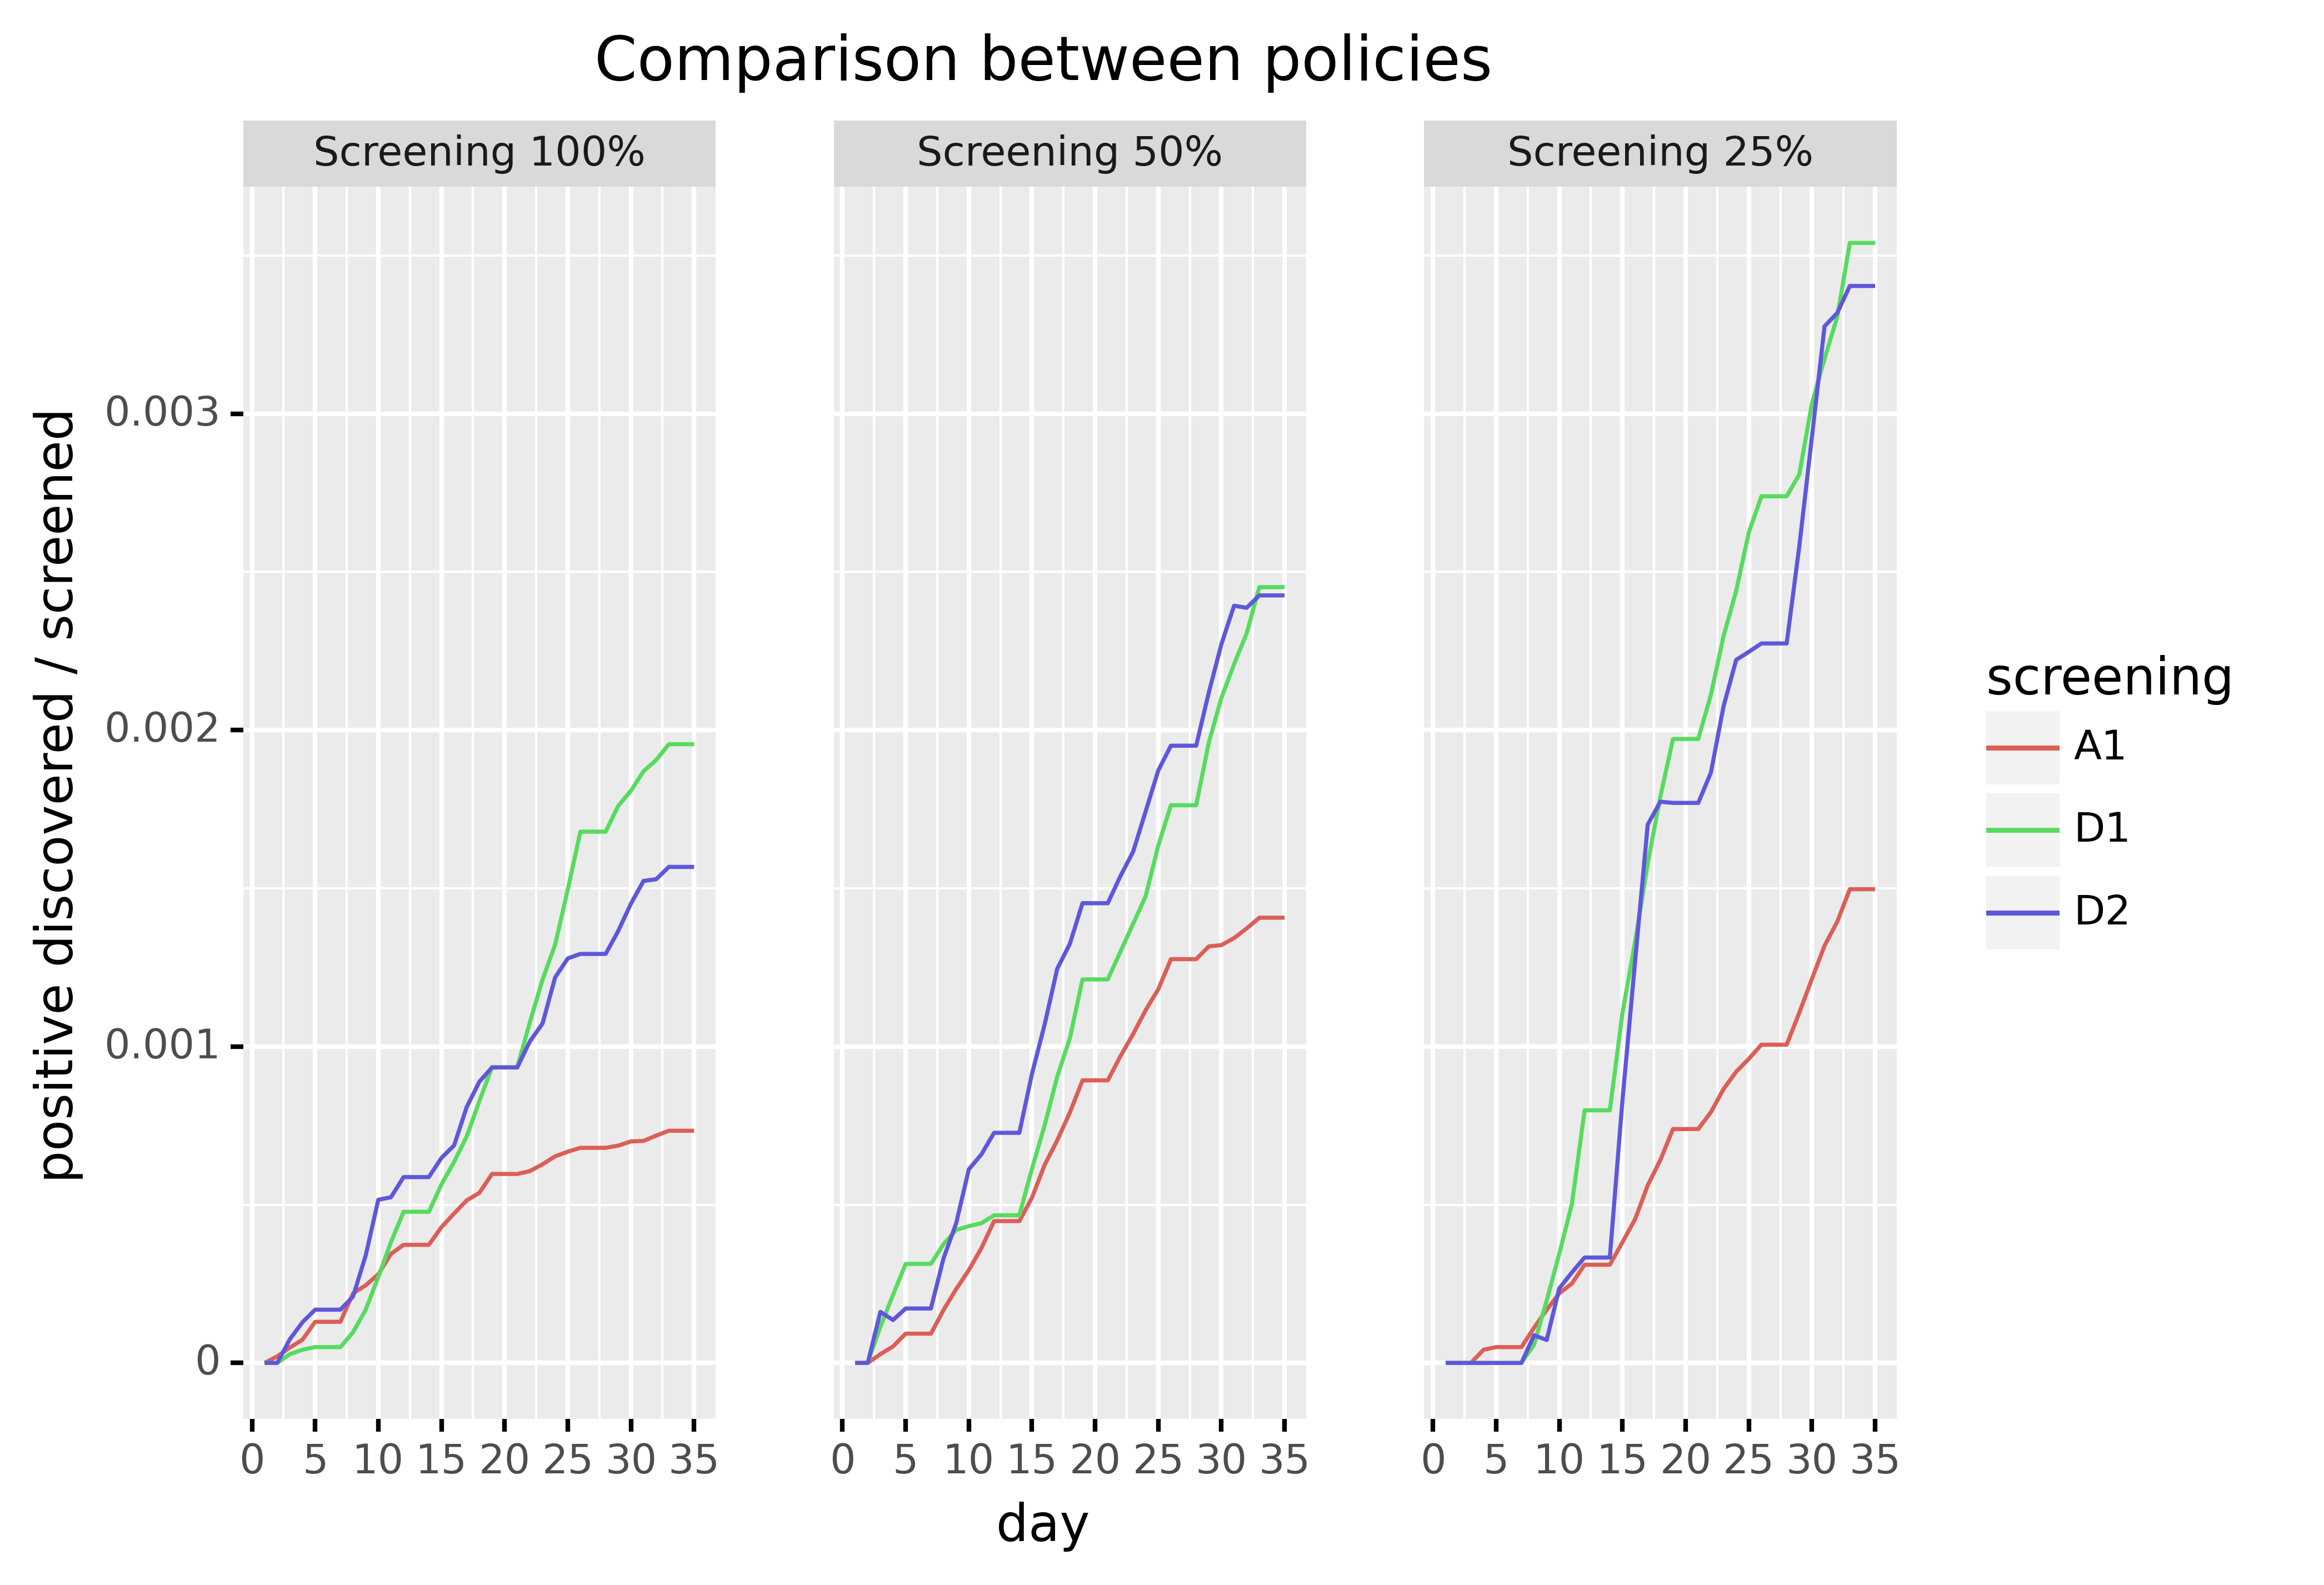 Comparison between policies
Screening 100%
Screening 50%
Screening 25%
positive discovered / screened
0.003
0.002
0.001
0
0 5 10 15 20 25 30 35
0 5 10 15 20 25 30 35
0 5 10 15 20 25 30 35
day
screening
A1
D1
D2